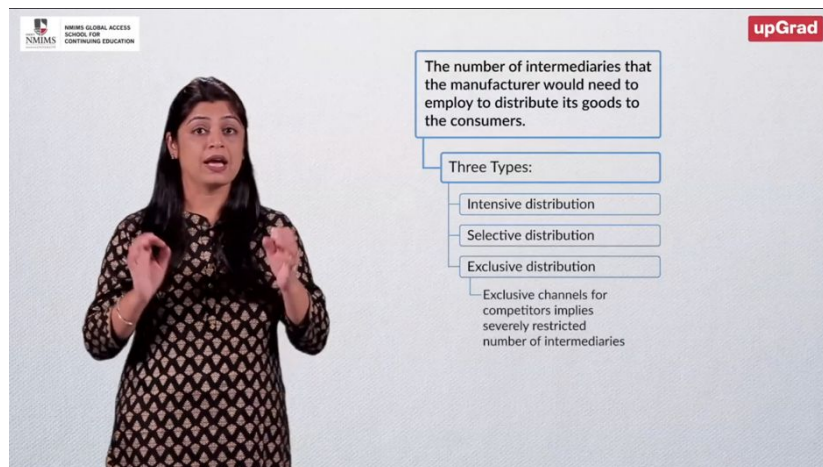 NMIMS
NMIMS GLOBAL ACCESS
SCHOOL FOR
CONTINUING EDUCATION
upGrad
The number of intermediaries that
the manufacturer would need to
employ to distribute its goods to
the consumers.
Three Types:
Intensive distribution
Selective distribution
Exclusive distribution
Exclusive channels for
competitors implies
severely restricted
number of intermediaries